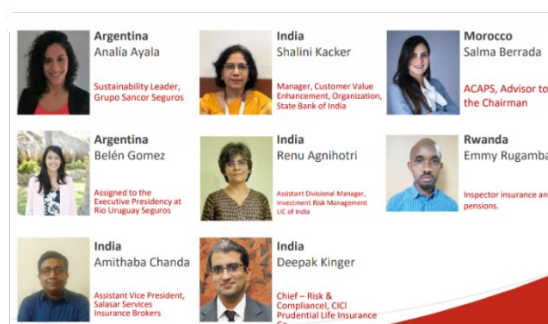 Argentina
Analía Ayala
Sustainability Leader,
Grupo Sancor Seguros
India
Shalini Kacker
Manager, Customer Value
Enhancement, Organization,
State Bank of India
Morocco
Salma Berrada
ACAPS, Advisor to
the Chairman
Argentina
Belén Gomez
Assigned to the
Executive Presidency at
Rio Uruguay Seguros
India
Renu Agnihotri
Assistant Divisional Manager,
Investment Risk Management
LIC of India
Rwanda
Emmy Rugamba
Inspector insurance an
pensions.
India
Amithaba Chanda
Assistant Vice President,
Salasar Services
Insurance Brokers
India
Deepak Kinger
Chief – Risk &
Compliancel, CICI
Prudential Life Insurance